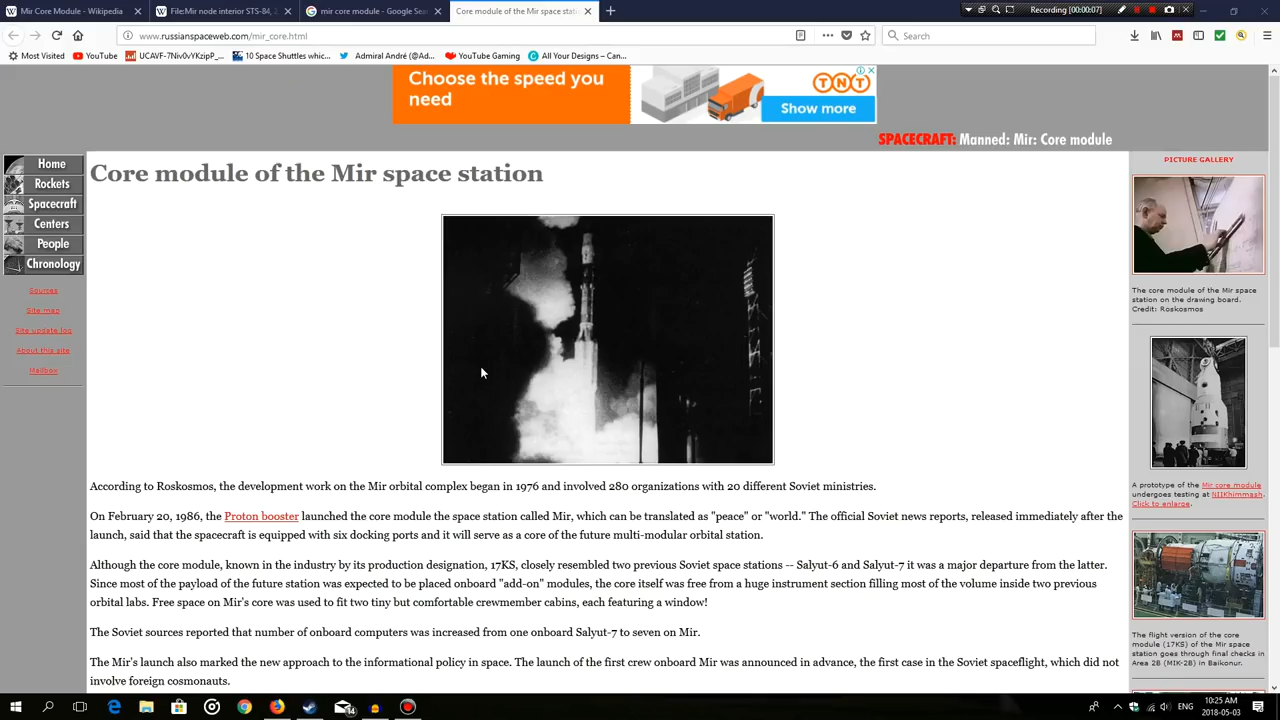 Mir Core Module - Wikipedia
File:Mir node interior STS-84,
mir core module - Google Sea
Core module of the Mir space stati
Recording [00:00:07]
www.russianspaceweb.com/mir_core.html
Search
Most Visited
YouTube
UCAVF-7Niv0vYKzipP_...
10 Space Shuttles whic...
Admiral André (@Ad...
YouTube Gaming
All Your Designs – Can...
Choose the speed you
need
TNT
Show more
SPACECRAFT: Manned: Mir: Core module
Home
Rockets
Spacecraft
Centers
People
Chronology
Sources
Site map
Site update log
About this site
Mailbox
Core module of the Mir space station
According to Roskosmos, the development work on the Mir orbital complex began in 1976 and involved 280 organizations with 20 different Soviet ministries.
On February 20, 1986, the Proton booster launched the core module the space station called Mir, which can be translated as "peace" or "world." The official Soviet news reports, released immediately after the
launch, said that the spacecraft is equipped with six docking ports and it will serve as a core of the future multi-modular orbital station.
Although the core module, known in the industry by its production designation, 17KS, closely resembled two previous Soviet space stations -- Salyut-6 and Salyut-7 it was a major departure from the latter.
Since most of the payload of the future station was expected to be placed onboard "add-on" modules, the core itself was free from a huge instrument section filling most of the volume inside two previous
orbital labs. Free space on Mir's core was used to fit two tiny but comfortable crewmember cabins, each featuring a window!
The Soviet sources reported that number of onboard computers was increased from one onboard Salyut-7 to seven on Mir.
The Mir's launch also marked the new approach to the informational policy in space. The launch of the first crew onboard Mir was announced in advance, the first case in the Soviet spaceflight, which did not
involve foreign cosmonauts.
PICTURE GALLERY
The core module of the Mir space
station on the drawing board.
Credit: Roskosmos
A prototype of the Mir core module
undergoes testing at NIIKhimmash.
Click to enlarge.
The flight version of the core
module (17KS) of the Mir space
station goes through final checks in
Area 2B (MIK-2B) in Baikonur.
14
ENG
10:25 AM
2018-05-03